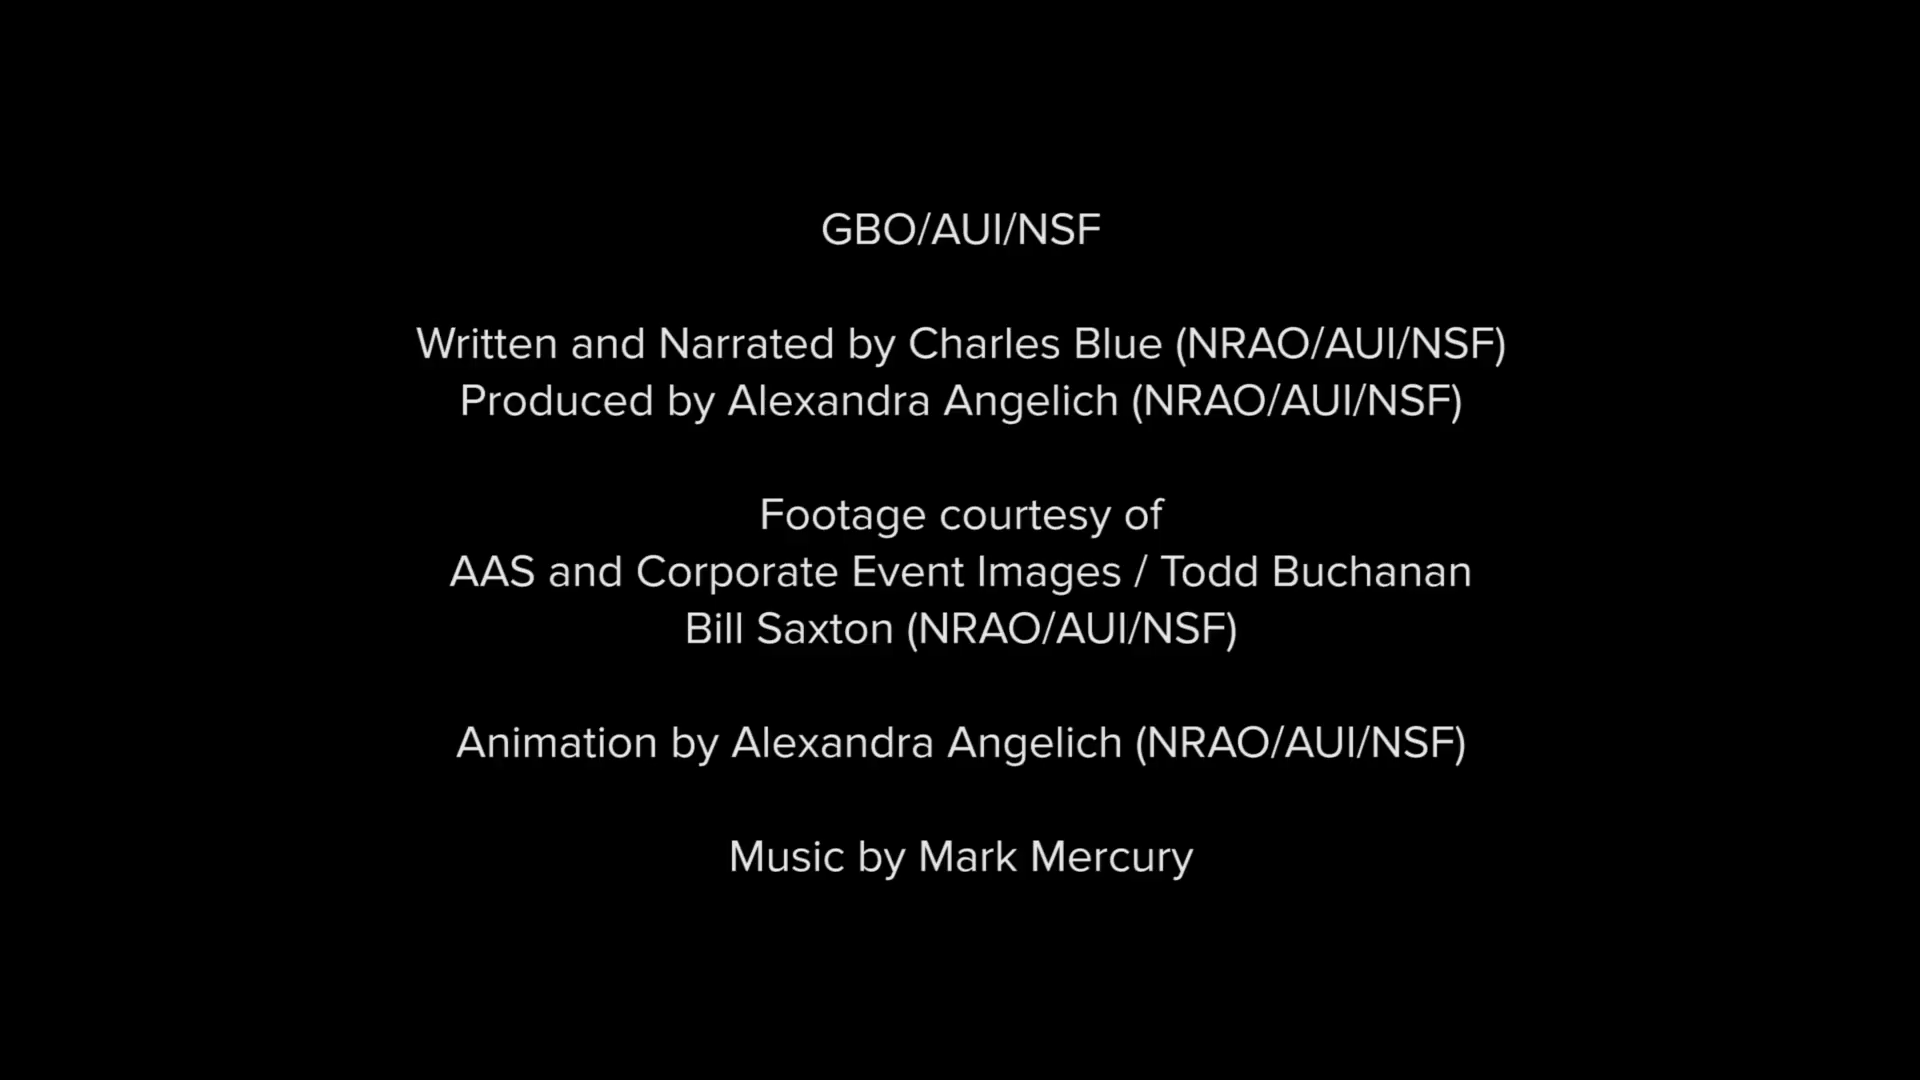 GBO/AUI/NSF
Written and Narrated by Charles Blue (NRAO/AUI/NSF)
Produced by Alexandra Angelich (NRAO/AUI/NSF)
Footage courtesy of
AAS and Corporate Event Images / Todd Buchanan
Bill Saxton (NRAO/AUI/NSF)
Animation by Alexandra Angelich (NRAO/AUI/NSF)
Music by Mark Mercury